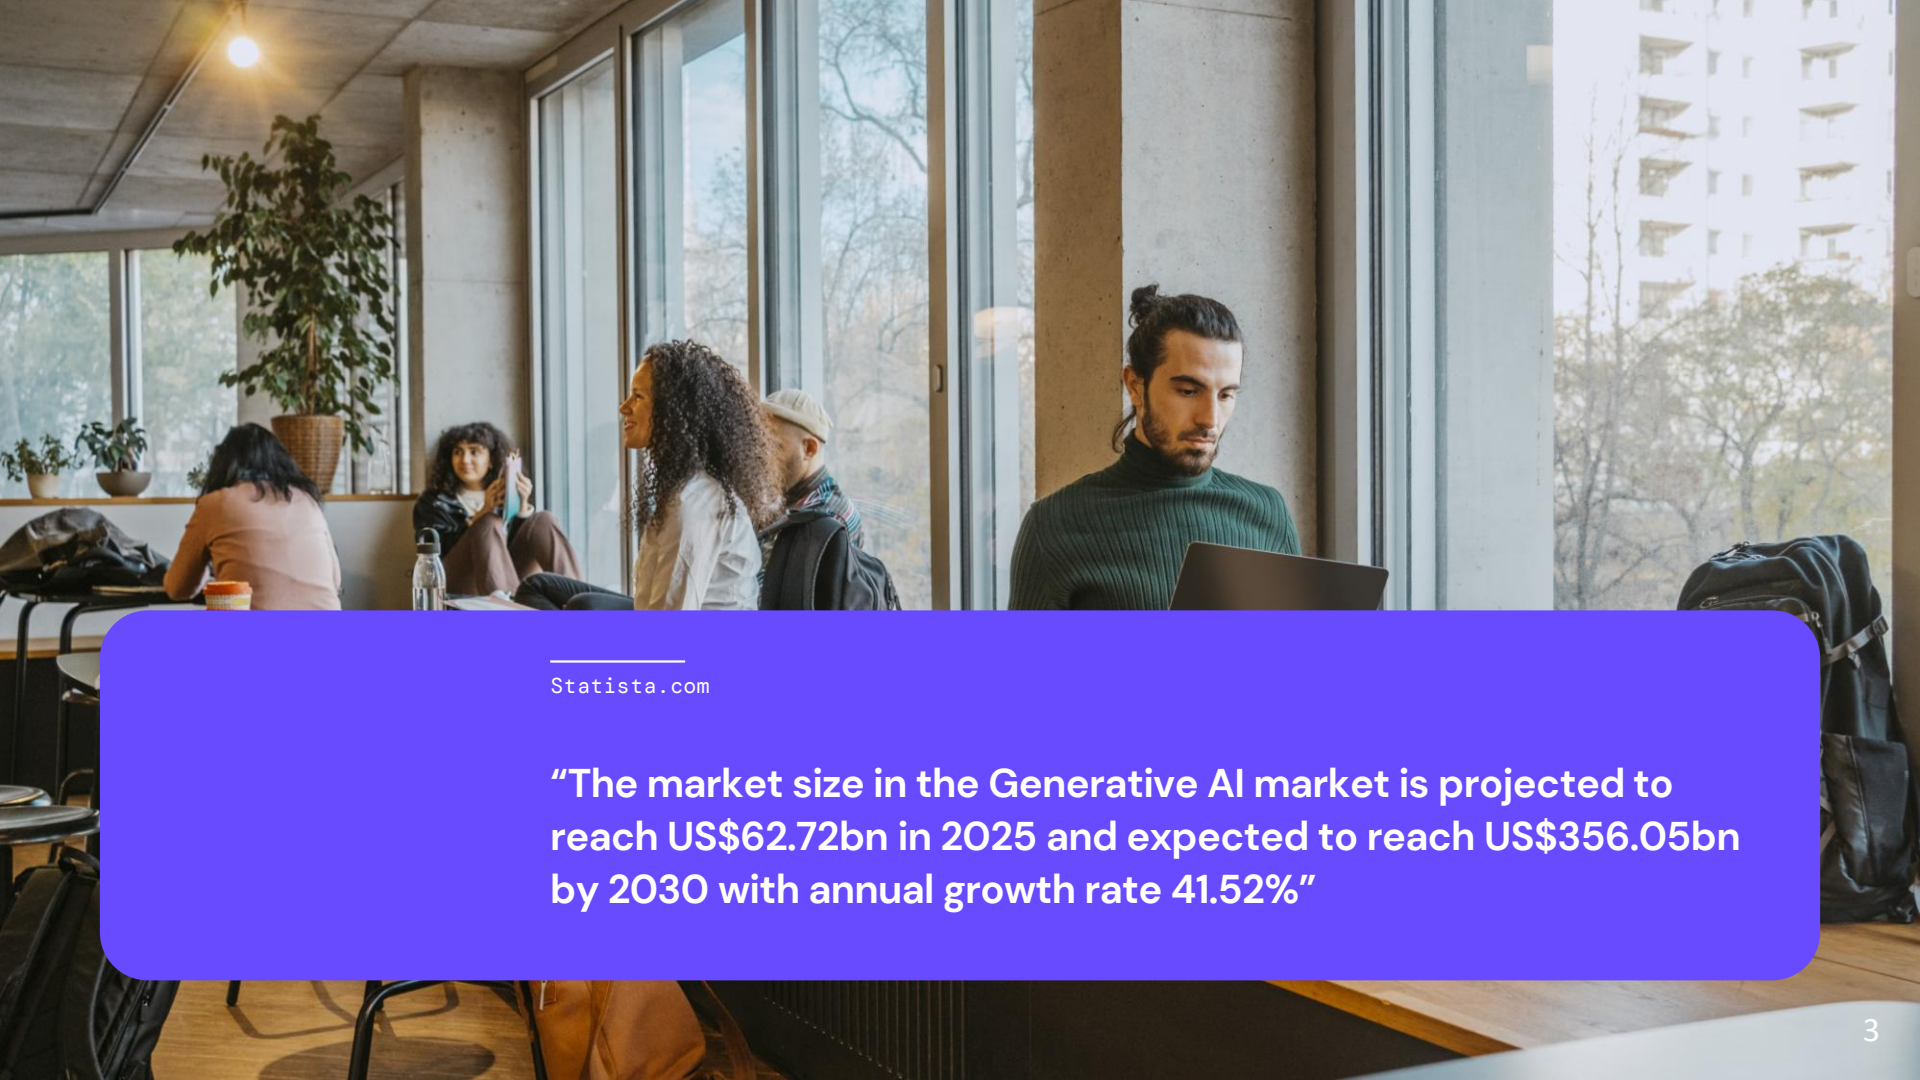 Statista.com
“The market size in the Generative AI market is projected to
reach US$62.72bn in 2025 and expected to reach US$356.05bn
by 2030 with annual growth rate 41.52%”
3